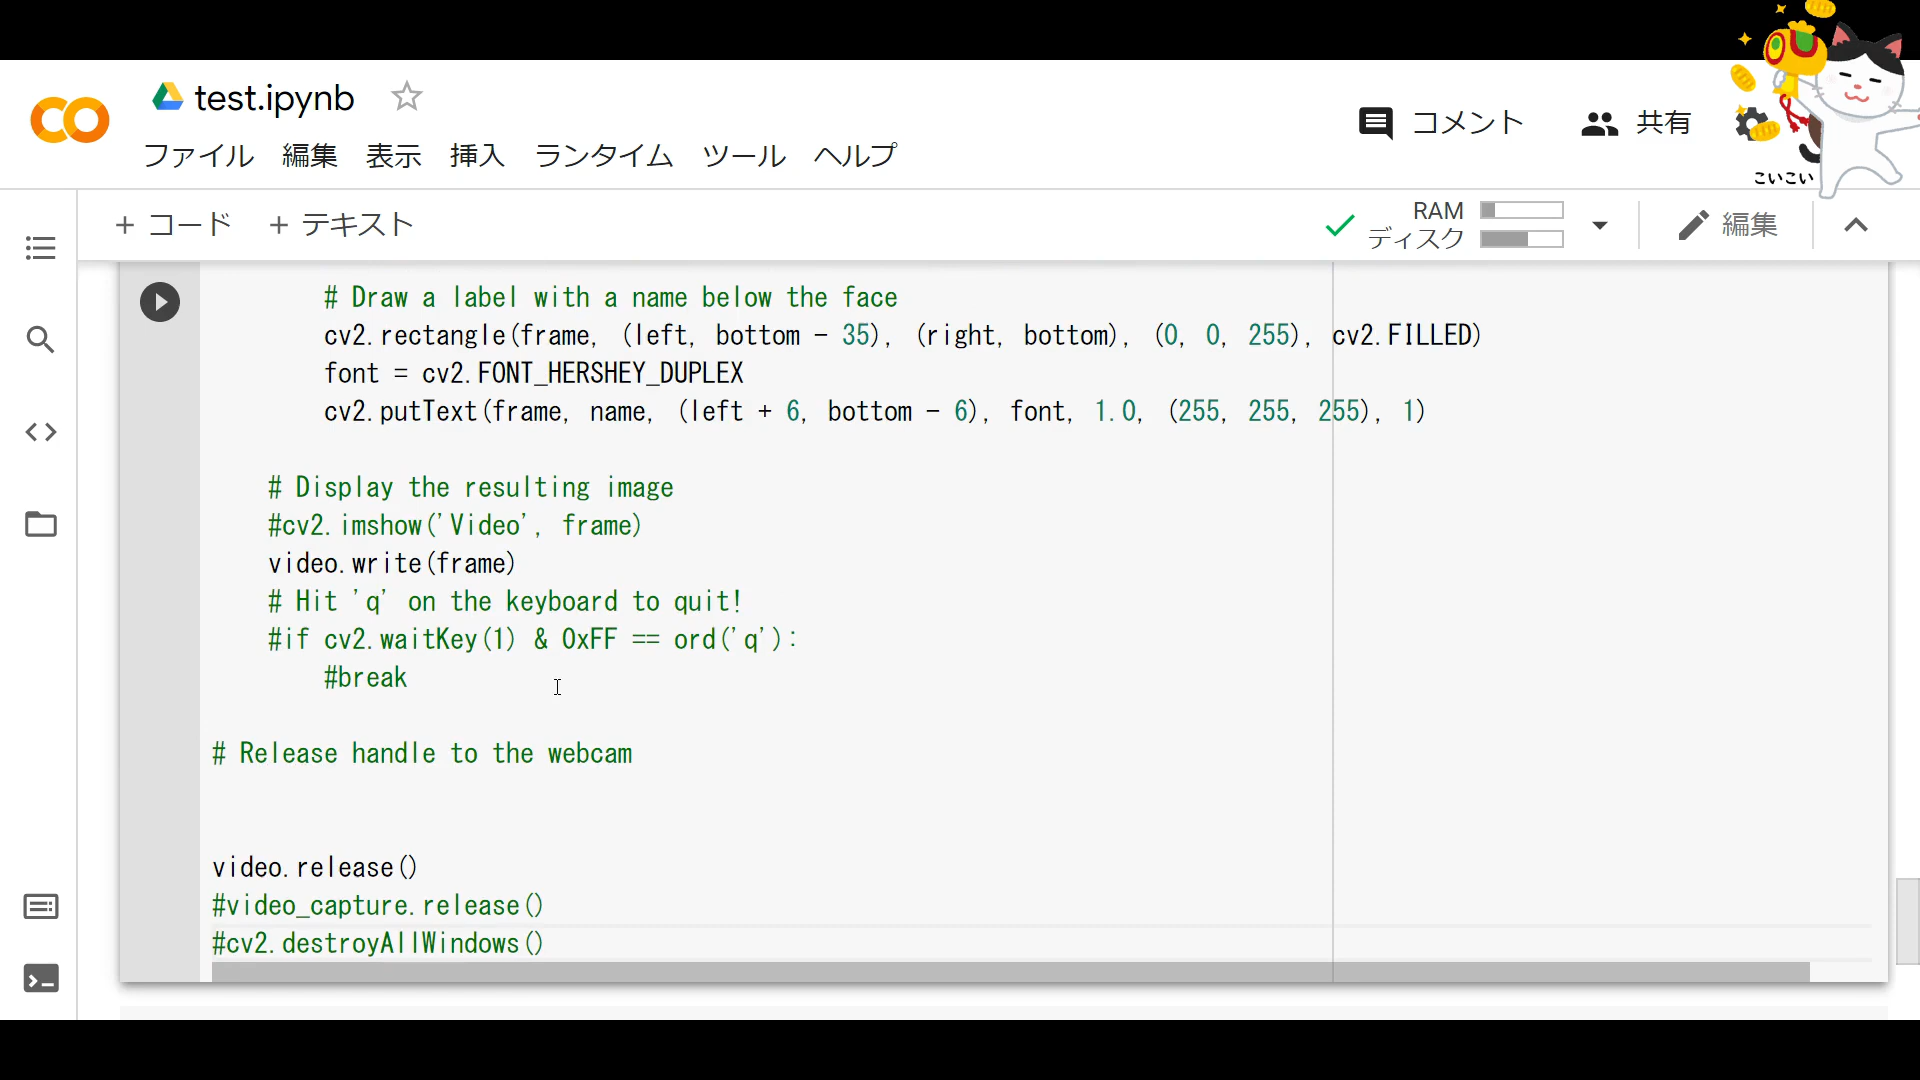 test.ipynb
ファイル 編集 表示 挿入 ランタイム ツール ヘルプ
コメント 共有
こいこい
+ コード + テキスト
RAM
ディスク
編集
# Draw a label with a name below the face
cv2.rectangle(frame, (left, bottom - 35), (right, bottom), (0, 0, 255), cv2.FILLED)
font = cv2.FONT_HERSHEY_DUPLEX
cv2.putText(frame, name, (left + 6, bottom - 6), font, 1.0, (255, 255, 255), 1)
# Display the resulting image
#cv2.imshow('Video', frame)
video.write(frame)
# Hit 'q' on the keyboard to quit!
#if cv2.waitKey(1) & 0xFF == ord('q'):
#break
# Release handle to the webcam
video.release()
#video_capture.release()
#cv2.destroyAllWindows()